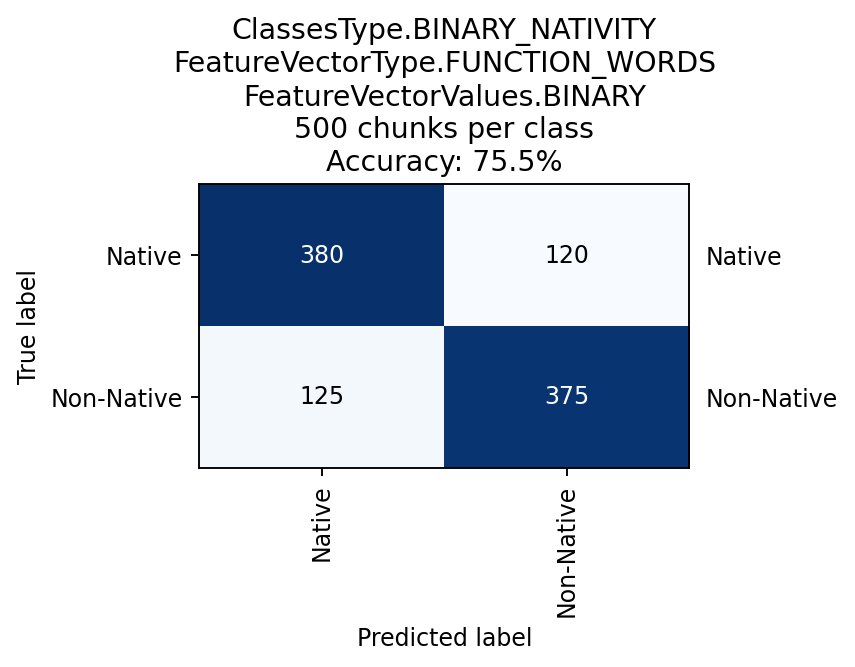 ClassesType.BINARY_NATIVITY
FeatureVectorType.FUNCTION_WORDS
FeatureVectorValues.BINARY
500 chunks per class
Accuracy: 75.5%
True label
Native
380
120
Native
Non-Native
125
375
Non-Native
Native
Non-Native
Predicted label